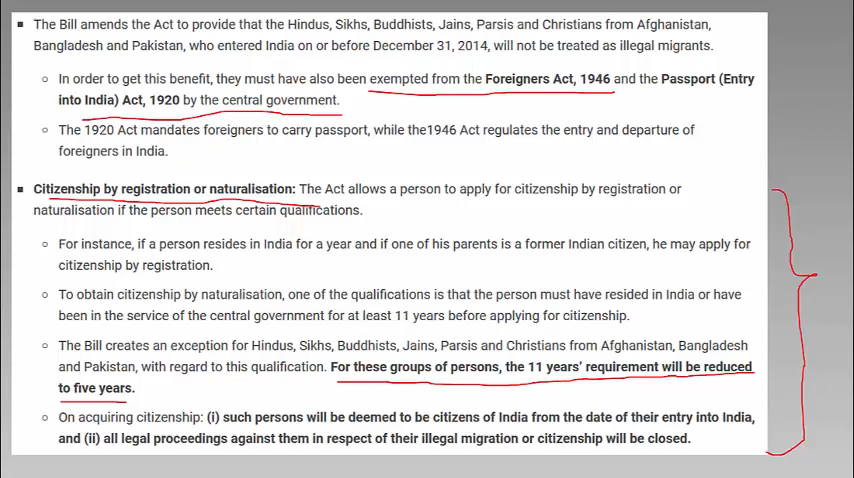 The Bill amends the Act to provide that the Hindus, Sikhs, Buddhists, Jains, Parsis and Christians from Afghanistan,
Bangladesh and Pakistan, who entered India on or before December 31, 2014, will not be treated as illegal migrants.
In order to get this benefit, they must have also been exempted from the Foreigners Act, 1946 and the Passport (Entry
into India) Act, 1920 by the central government.
The 1920 Act mandates foreigners to carry passport, while the1946 Act regulates the entry and departure of
foreigners in India.
Citizenship by registration or naturalisation: The Act allows a person to apply for citizenship by registration or
naturalisation if the person meets certain qualifications.
For instance, if a person resides in India for a year and if one of his parents is a former Indian citizen, he may apply for
citizenship by registration.
To obtain citizenship by naturalisation, one of the qualifications is that the person must have resided in India or have
been in the service of the central government for at least 11 years before applying for citizenship.
The Bill creates an exception for Hindus, Sikhs, Buddhists, Jains, Parsis and Christians from Afghanistan, Bangladesh
and Pakistan, with regard to this qualification. For these groups of persons, the 11 years' requirement will be reduced
to five years.
On acquiring citizenship: (i) such persons will be deemed to be citizens of India from the date of their entry into India,
and (ii) all legal proceedings against them in respect of their illegal migration or citizenship will be closed.